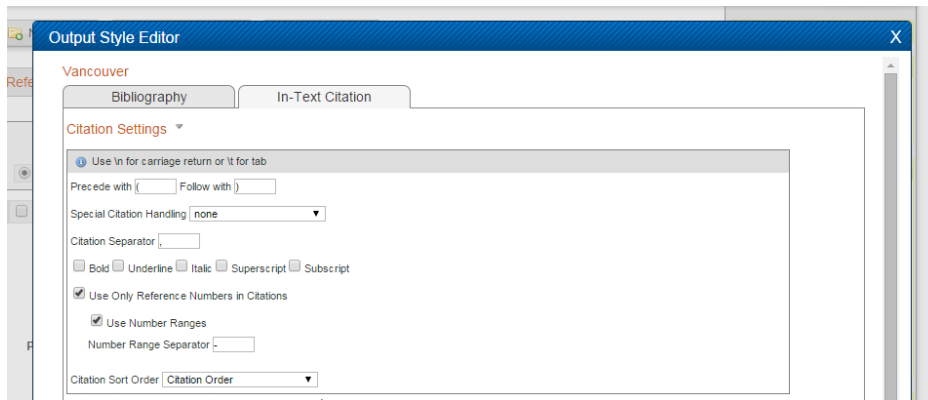 Output Style Editor X
Refe
Vancouver
Bibliography In-Text Citation
Citation Settings
Use \n for carriage return or \t for tab
Precede with ( Follow with )
Special Citation Handling none
Citation Separator ,
Bold Underline Italic Superscript Subscript
Use Only Reference Numbers in Citations
Use Number Ranges
Number Range Separator -
Citation Sort Order Citation Order